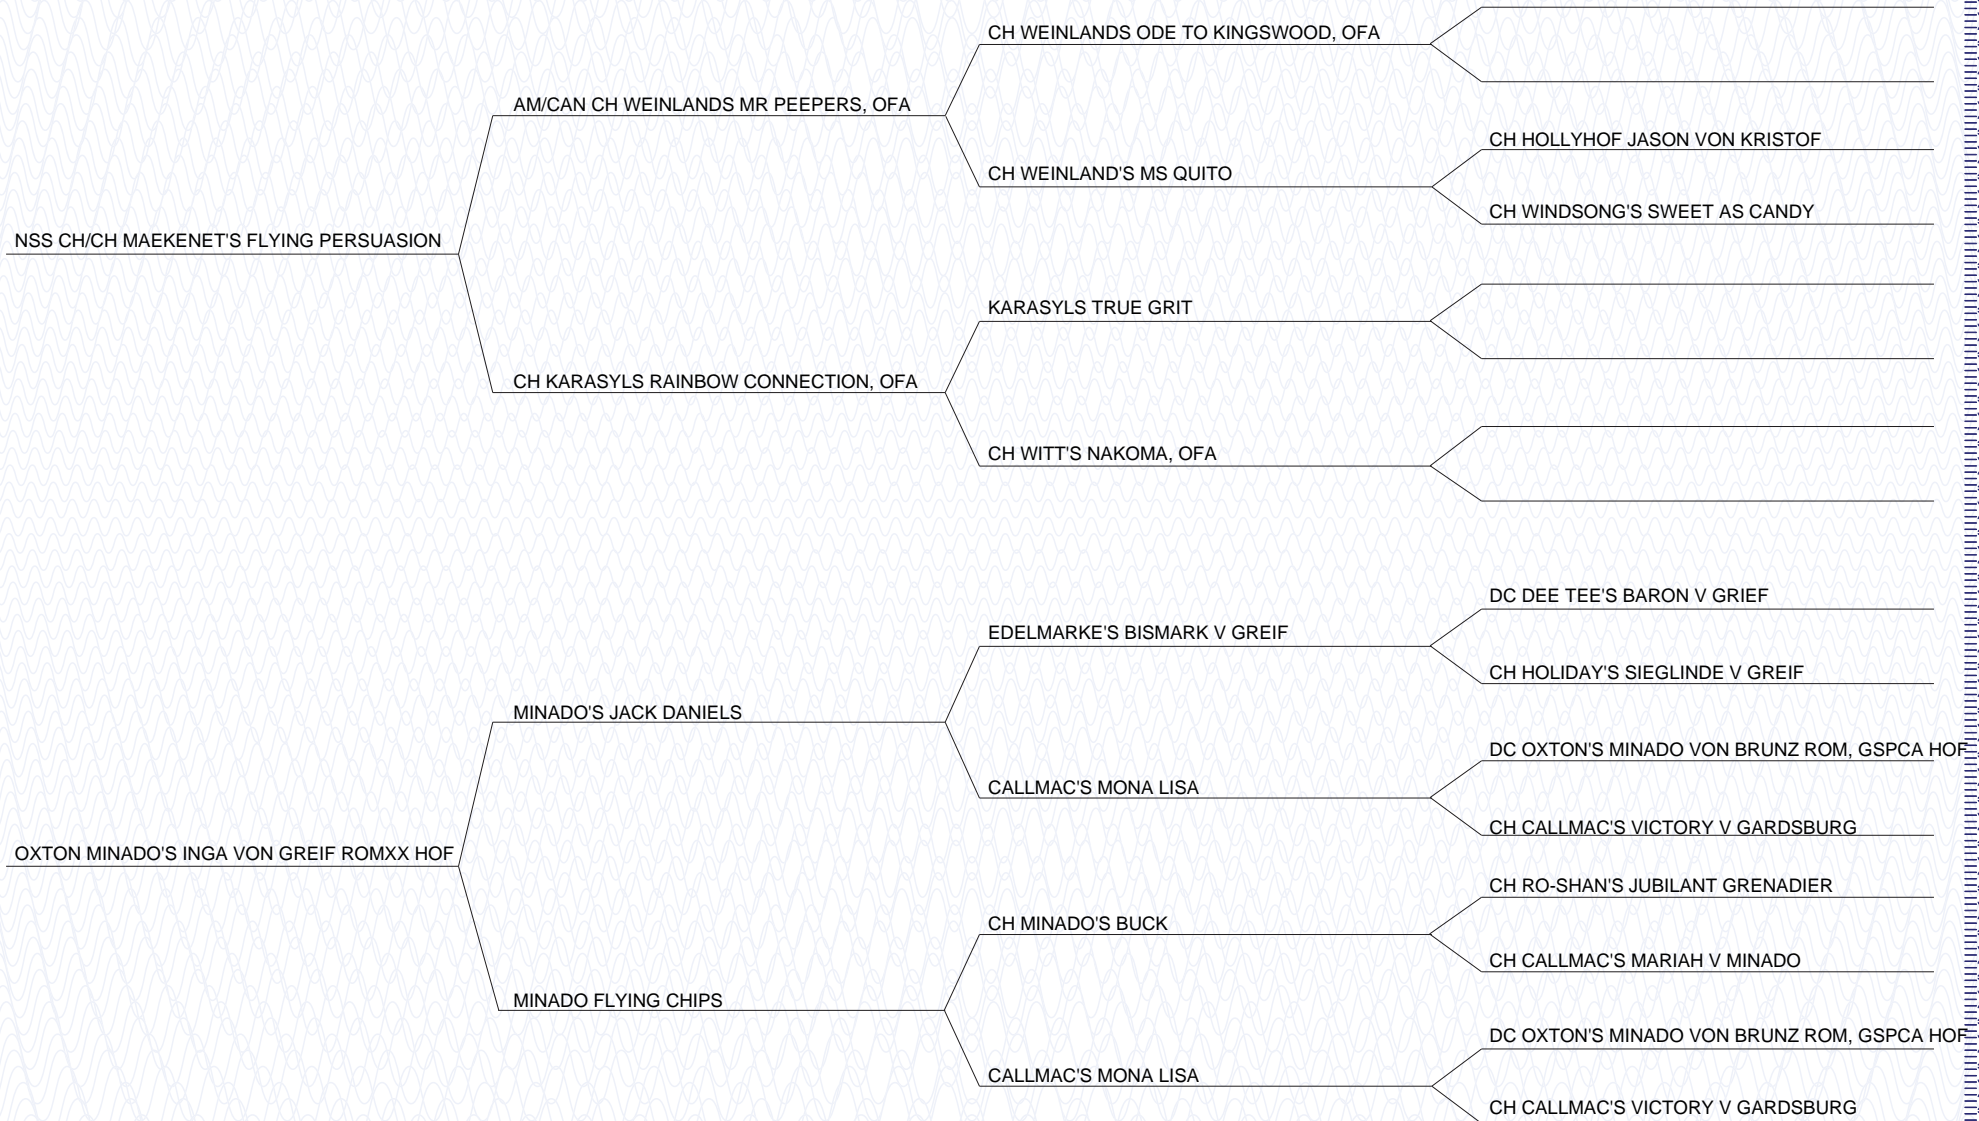 CH WEINLANDS ODE TO KINGSWOOD, OFA
AM/CAN CH WEINLANDS MR PEEPERS, OFA
CH HOLLYHOF JASON VON KRISTOF
CH WEINLAND'S MS QUITO
CH WINDSONG'S SWEET AS CANDY
NSS CH/CH MAEKENET'S FLYING PERSUASION
KARASYLS TRUE GRIT
CH KARASYLS RAINBOW CONNECTION, OFA
CH WITT'S NAKOMA, OFA
DC DEE TEE'S BARON V GRIEF
EDELMARKE'S BISMARK V GREIF
CH HOLIDAY'S SIEGLINDE V GREIF
MINADO'S JACK DANIELS
DC OXTON'S MINADO VON BRUNZ ROM, GSPCA HOF
CALLMAC'S MONA LISA
CH CALLMAC'S VICTORY V GARDSBURG
OXTON MINADO'S INGA VON GREIF ROMXX HOF
CH RO-SHAN'S JUBILANT GRENADIER
CH MINADO'S BUCK
CH CALLMAC'S MARIAH V MINADO
MINADO FLYING CHIPS
DC OXTON'S MINADO VON BRUNZ ROM, GSPCA HOF
CALLMAC'S MONA LISA
CH CALLMAC'S VICTORY V GARDSBURG